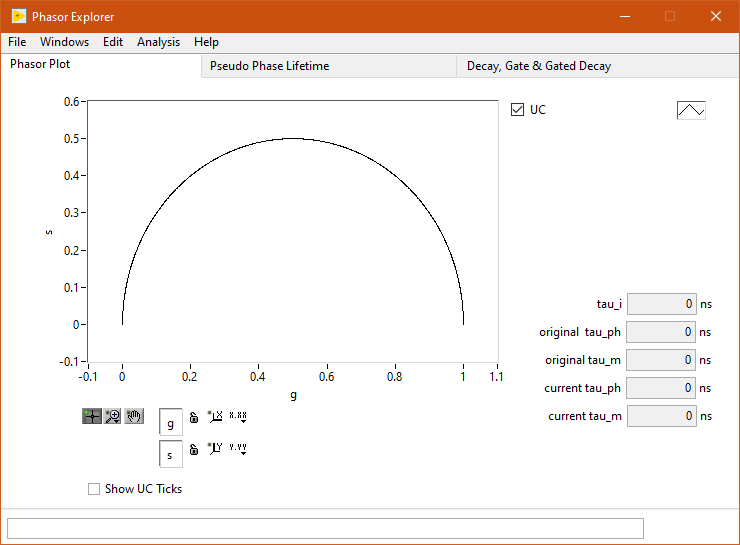 Phasor Explorer
File Windows Edit Analysis Help
Phasor Plot Pseudo Phase Lifetime Decay, Gate & Gated Decay
UC
0.6
0.5
0.4
0.3
0.2
0.1
0
-0.1
s
-0.1 0 0.2 0.4 0.6 0.8 1 1.1
g
tau_i 0 ns
original tau_ph 0 ns
original tau_m 0 ns
current tau_ph 0 ns
current tau_m 0 ns
g X X.XX
s Y Y.YY
Show UC Ticks